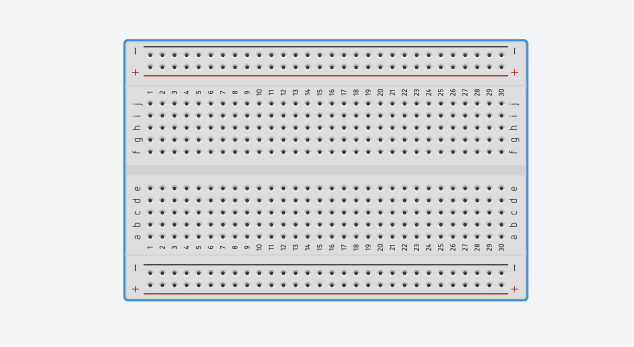 − −
+ +
1 2 3 4 5 6 7 8 9 10 11 12 13 14 15 16 17 18 19 20 21 22 23 24 25 26 27 28 29 30
j j
i i
h h
g g
f f
e e
d d
c c
b b
a a
1 2 3 4 5 6 7 8 9 10 11 12 13 14 15 16 17 18 19 20 21 22 23 24 25 26 27 28 29 30
− −
+ +